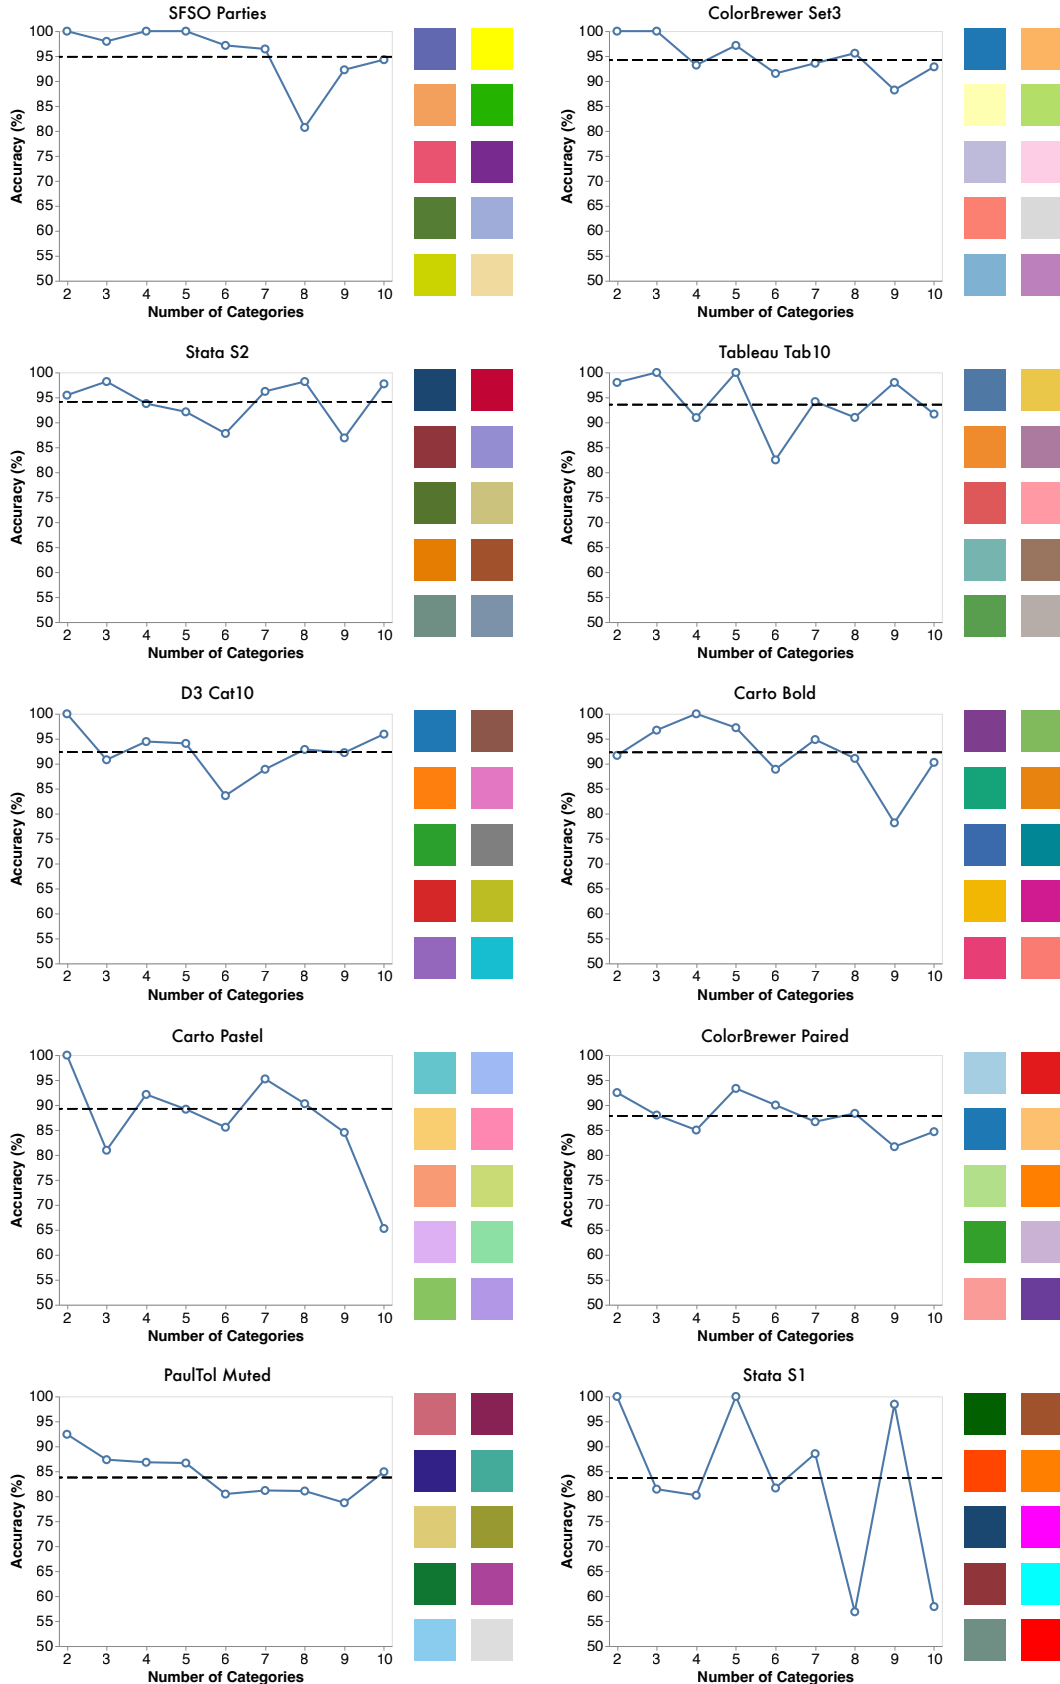 SFSO Parties
100
95
90
85
80
75
70
65
60
55
50
Accuracy (%)
2 3 4 5 6 7 8 9 10
Number of Categories
ColorBrewer Set3
100
95
90
85
80
75
70
65
60
55
50
Accuracy (%)
2 3 4 5 6 7 8 9 10
Number of Categories
Stata S2
100
95
90
85
80
75
70
65
60
55
50
Accuracy (%)
2 3 4 5 6 7 8 9 10
Number of Categories
Tableau Tab10
100
95
90
85
80
75
70
65
60
55
50
Accuracy (%)
2 3 4 5 6 7 8 9 10
Number of Categories
D3 Cat10
100
95
90
85
80
75
70
65
60
55
50
Accuracy (%)
2 3 4 5 6 7 8 9 10
Number of Categories
Carto Bold
100
95
90
85
80
75
70
65
60
55
50
Accuracy (%)
2 3 4 5 6 7 8 9 10
Number of Categories
Carto Pastel
100
95
90
85
80
75
70
65
60
55
50
Accuracy (%)
2 3 4 5 6 7 8 9 10
Number of Categories
ColorBrewer Paired
100
95
90
85
80
75
70
65
60
55
50
Accuracy (%)
2 3 4 5 6 7 8 9 10
Number of Categories
PaulTol Muted
100
95
90
85
80
75
70
65
60
55
50
Accuracy (%)
2 3 4 5 6 7 8 9 10
Number of Categories
Stata S1
100
95
90
85
80
75
70
65
60
55
50
Accuracy (%)
2 3 4 5 6 7 8 9 10
Number of Categories